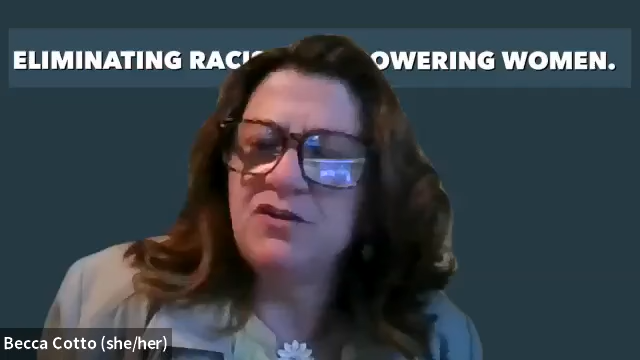 ELIMINATING RACIS OWERING WOMEN.
Becca Cotto (she/her)